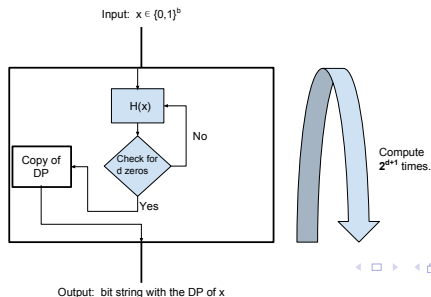 Input: x ∈ {0,1}ᵇ
H(x)
No
Copy of
DP
Check for
d zeros
Yes
Compute
2ᵈ⁺¹ times.
Output: bit string with the DP of x